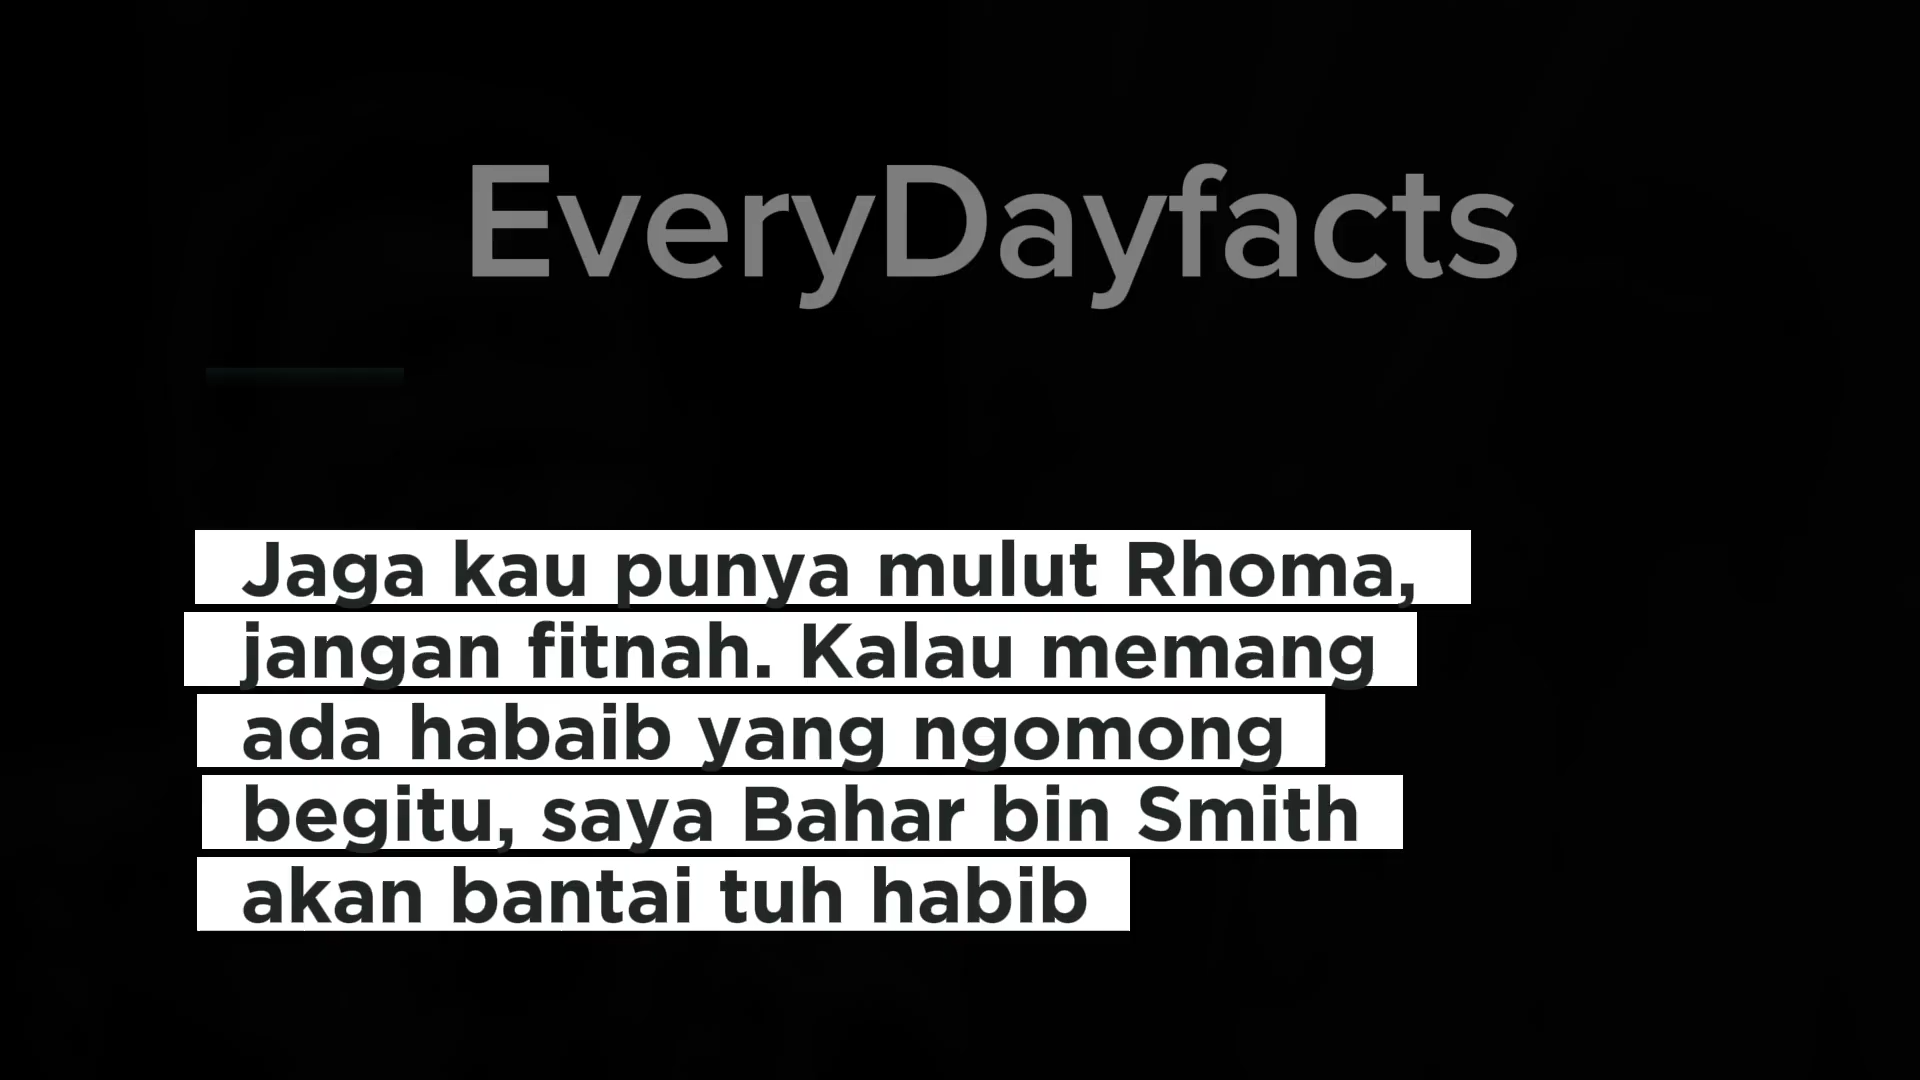 EveryDayfacts
Jaga kau punya mulut Rhoma,
jangan fitnah. Kalau memang
ada habaib yang ngomong
begitu, saya Bahar bin Smith
akan bantai tuh habib